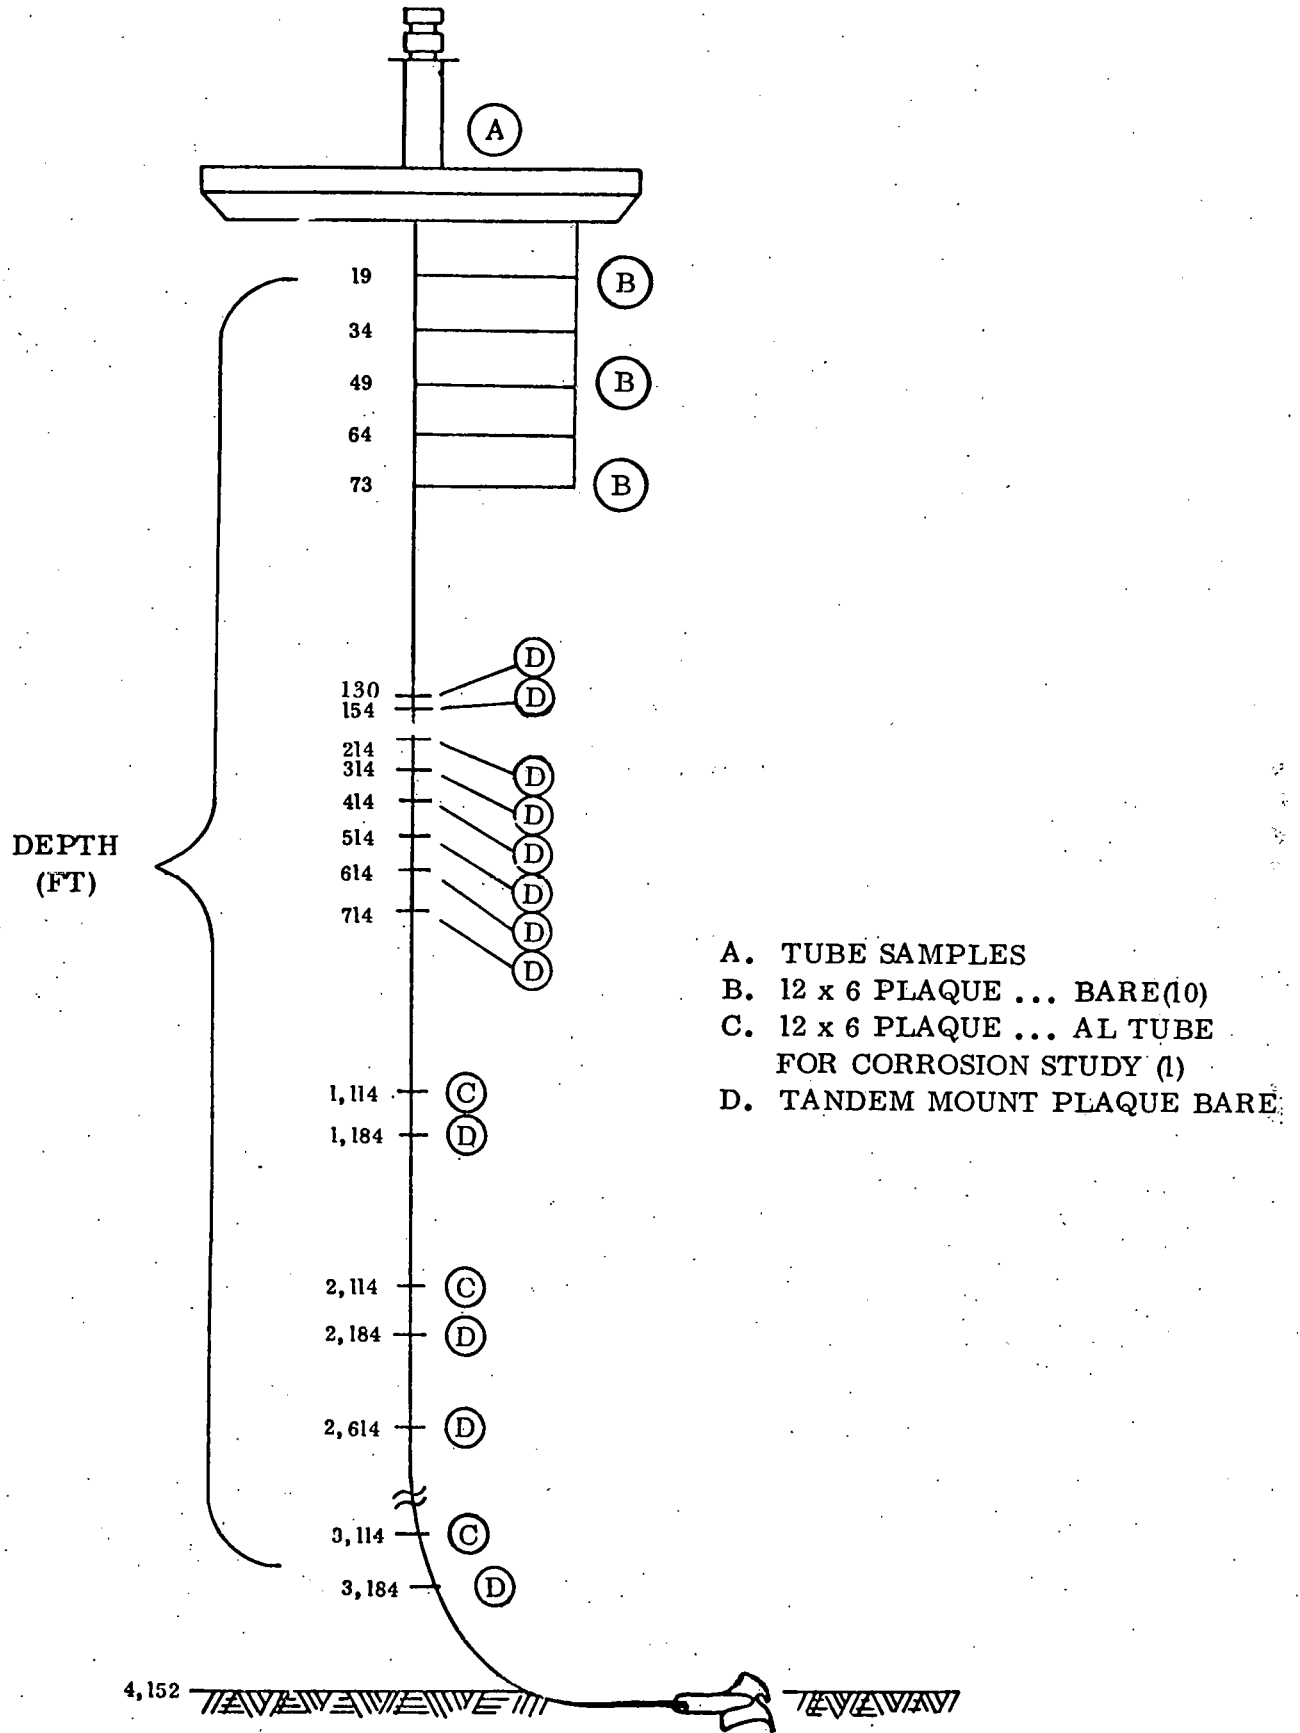 A
19
B
34
49
B
64
73
B
D
130
D
154
214
D
314
D
414
D
514
D
614
D
714
D
DEPTH
(FT)
A. TUBE SAMPLES
B. 12 x 6 PLAQUE ... BARE(10)
C. 12 x 6 PLAQUE ... AL TUBE
FOR CORROSION STUDY (1)
D. TANDEM MOUNT PLAQUE BARE
1,114 C
1,184 D
2,114 C
2,184 D
2,614 D
3,114 C
3,184 D
4,152